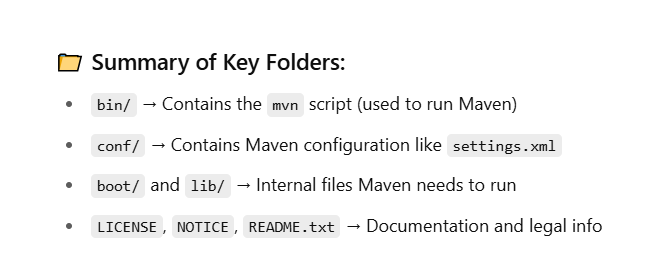 📁 Summary of Key Folders:
• bin/ → Contains the mvn script (used to run Maven)
• conf/ → Contains Maven configuration like settings.xml
• boot/ and lib/ → Internal files Maven needs to run
• LICENSE, NOTICE, README.txt → Documentation and legal info